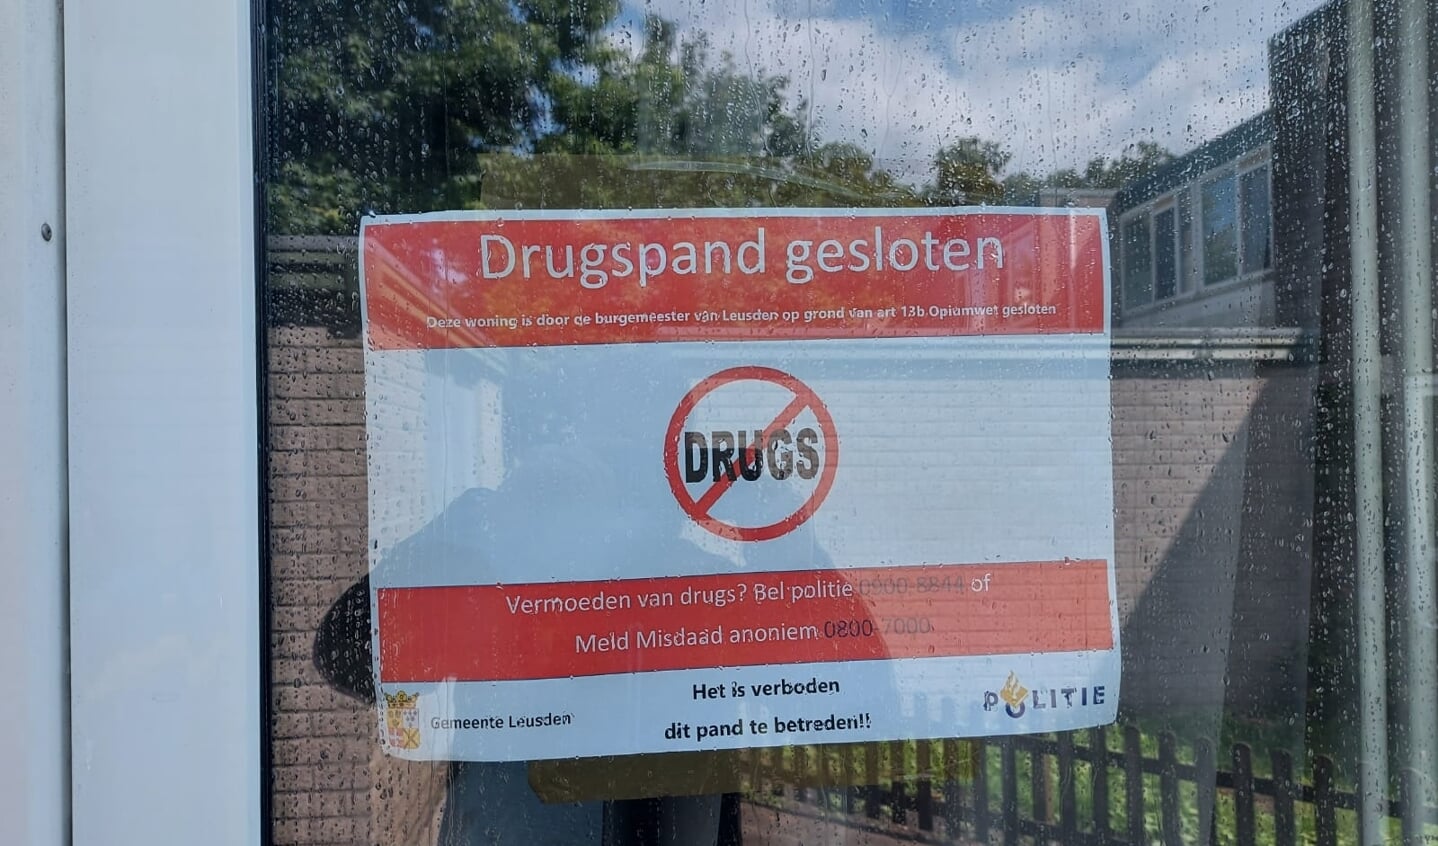 Drugspand gesloten
Deze woning is door de burgemeester van Leusden op grond van art 13b Opiumwet gesloten
DRUGS
Vermoeden van drugs? Bel politie 0900-8844 of
Meld Misdaad anoniem 0800-7000
Het is verboden
dit pand te betreden!!
Gemeente Leusden
POLITIE